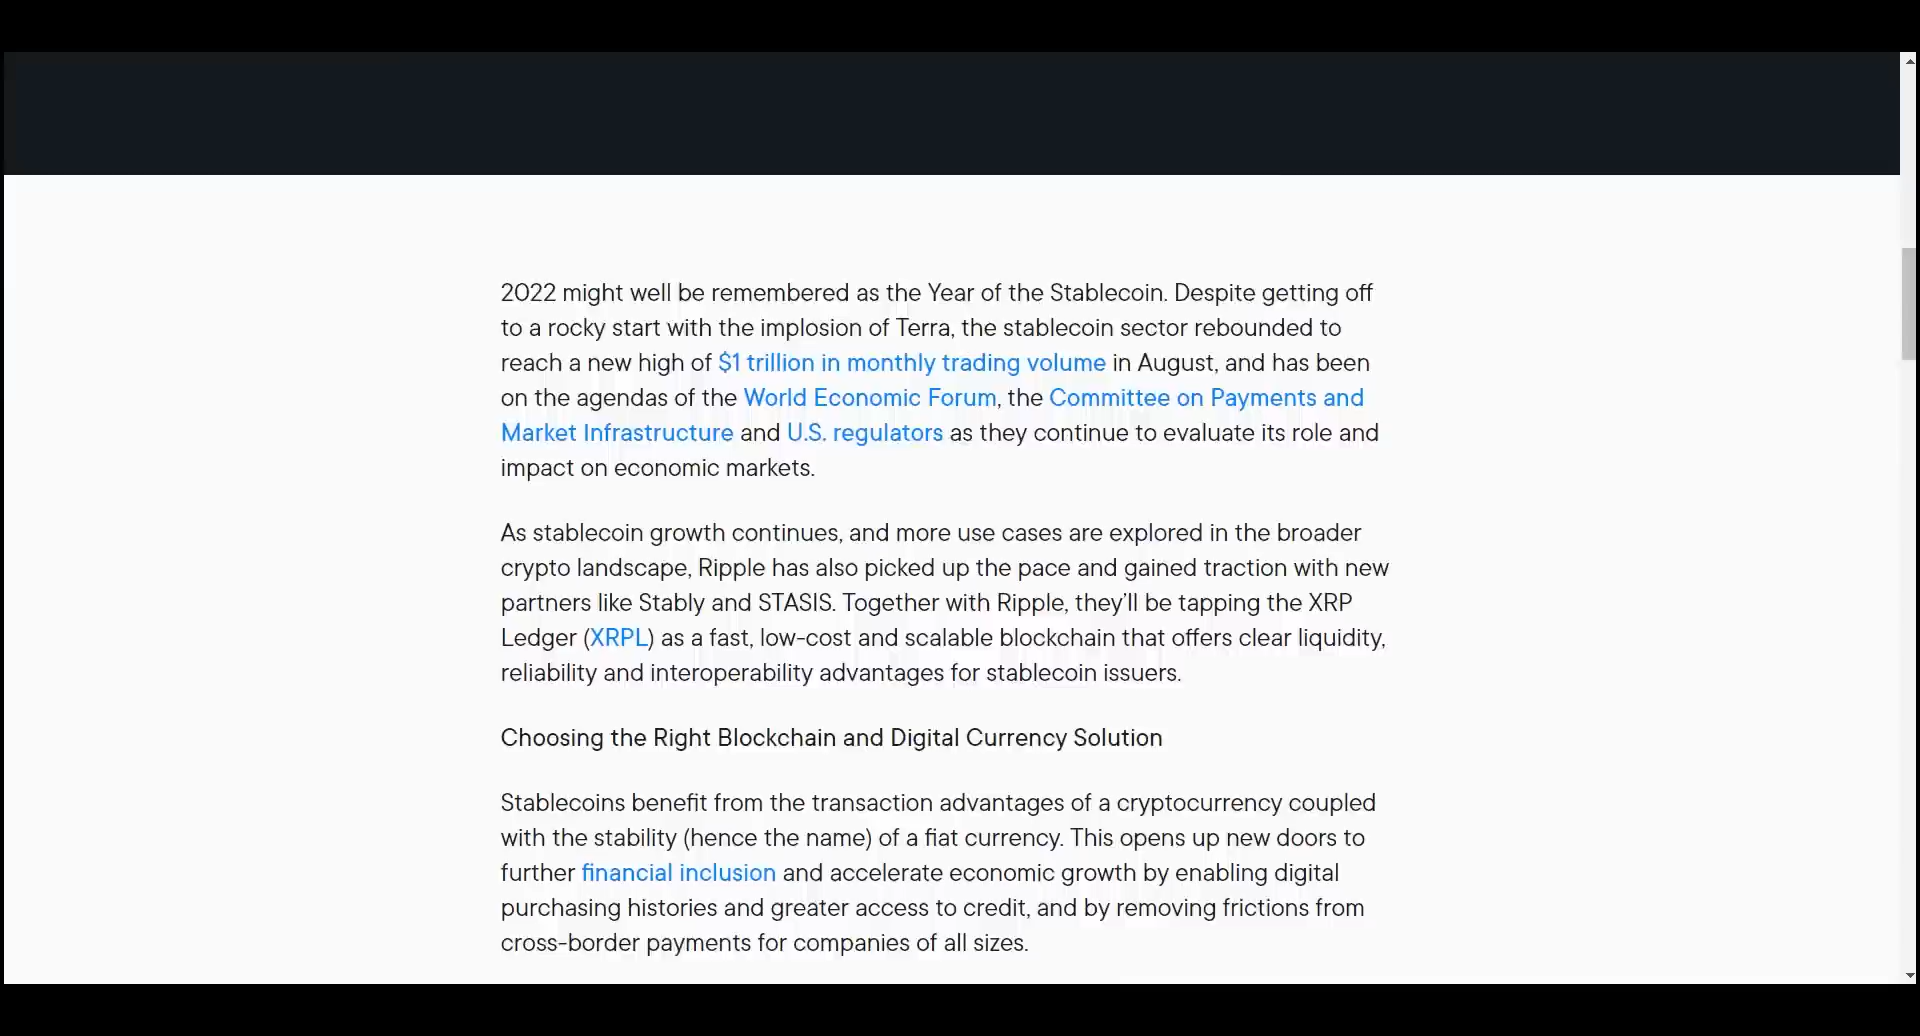 2022 might well be remembered as the Year of the Stablecoin. Despite getting off
to a rocky start with the implosion of Terra, the stablecoin sector rebounded to
reach a new high of $1 trillion in monthly trading volume in August, and has been
on the agendas of the World Economic Forum, the Committee on Payments and
Market Infrastructure and U.S. regulators as they continue to evaluate its role and
impact on economic markets.
As stablecoin growth continues, and more use cases are explored in the broader
crypto landscape, Ripple has also picked up the pace and gained traction with new
partners like Stably and STASIS. Together with Ripple, they’ll be tapping the XRP
Ledger (XRPL) as a fast, low-cost and scalable blockchain that offers clear liquidity,
reliability and interoperability advantages for stablecoin issuers.
Choosing the Right Blockchain and Digital Currency Solution
Stablecoins benefit from the transaction advantages of a cryptocurrency coupled
with the stability (hence the name) of a fiat currency. This opens up new doors to
further financial inclusion and accelerate economic growth by enabling digital
purchasing histories and greater access to credit, and by removing frictions from
cross-border payments for companies of all sizes.